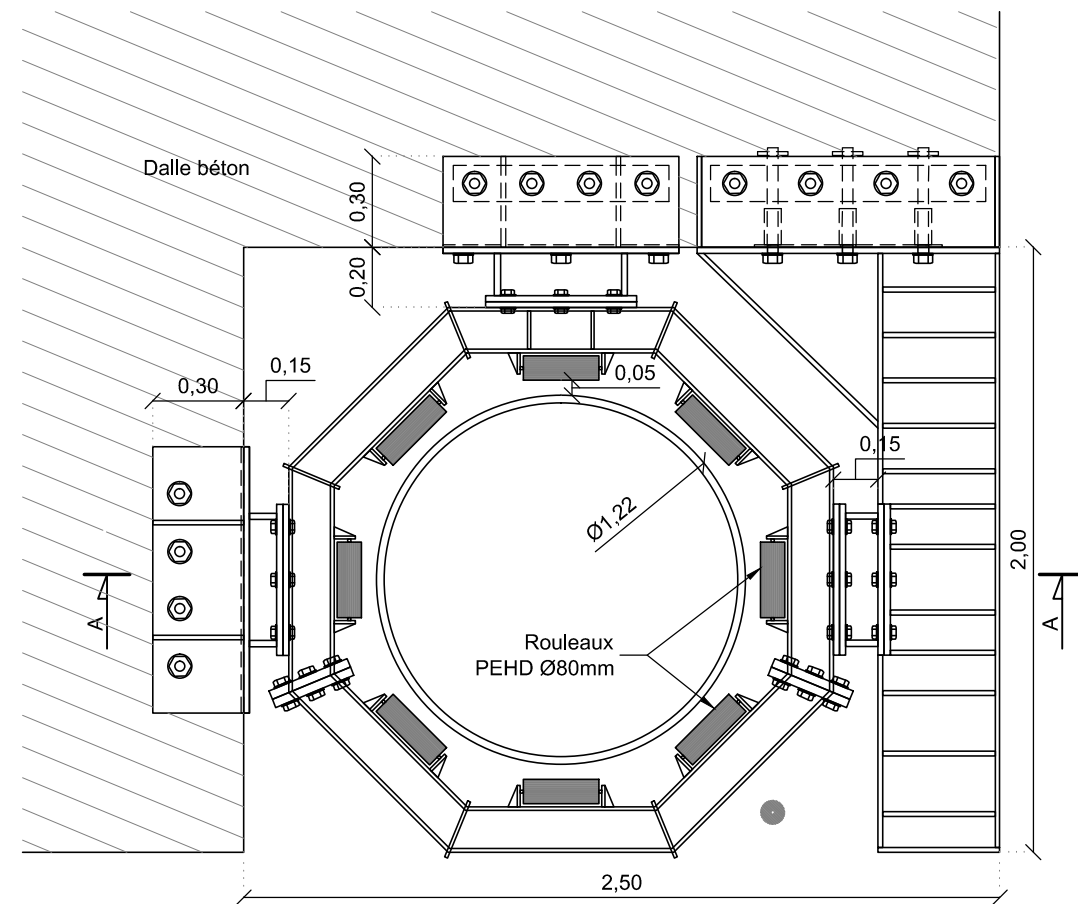 Dalle béton
0,30
0,20
0,15
0,30
0,05
0,15
Ø1,22
2,00
A
A
Rouleaux
PEHD Ø80mm
2,50